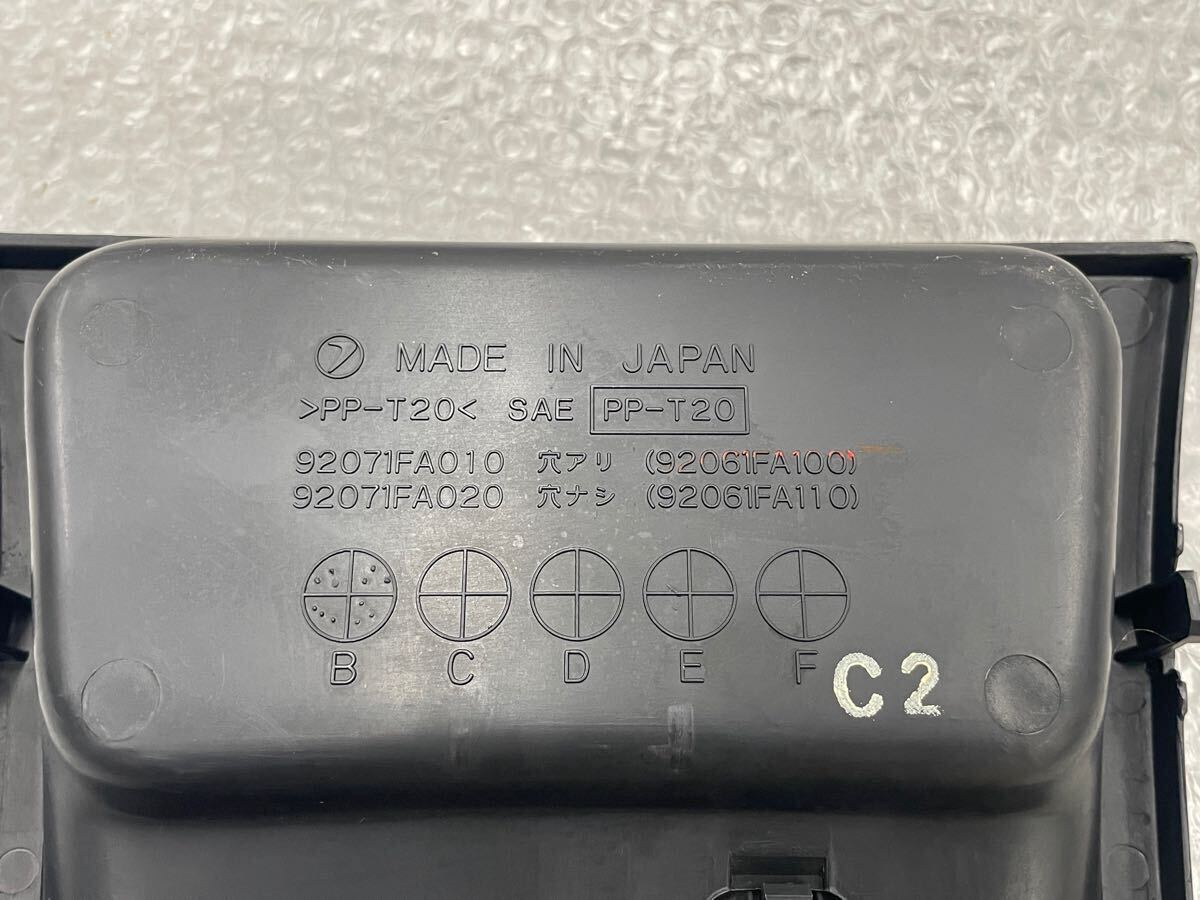 MADE IN JAPAN
>PP-T20< SAE PP-T20
92071FA010 穴アリ (92061FA100)
92071FA020 穴ナシ (92061FA110)
B C D E F
C2